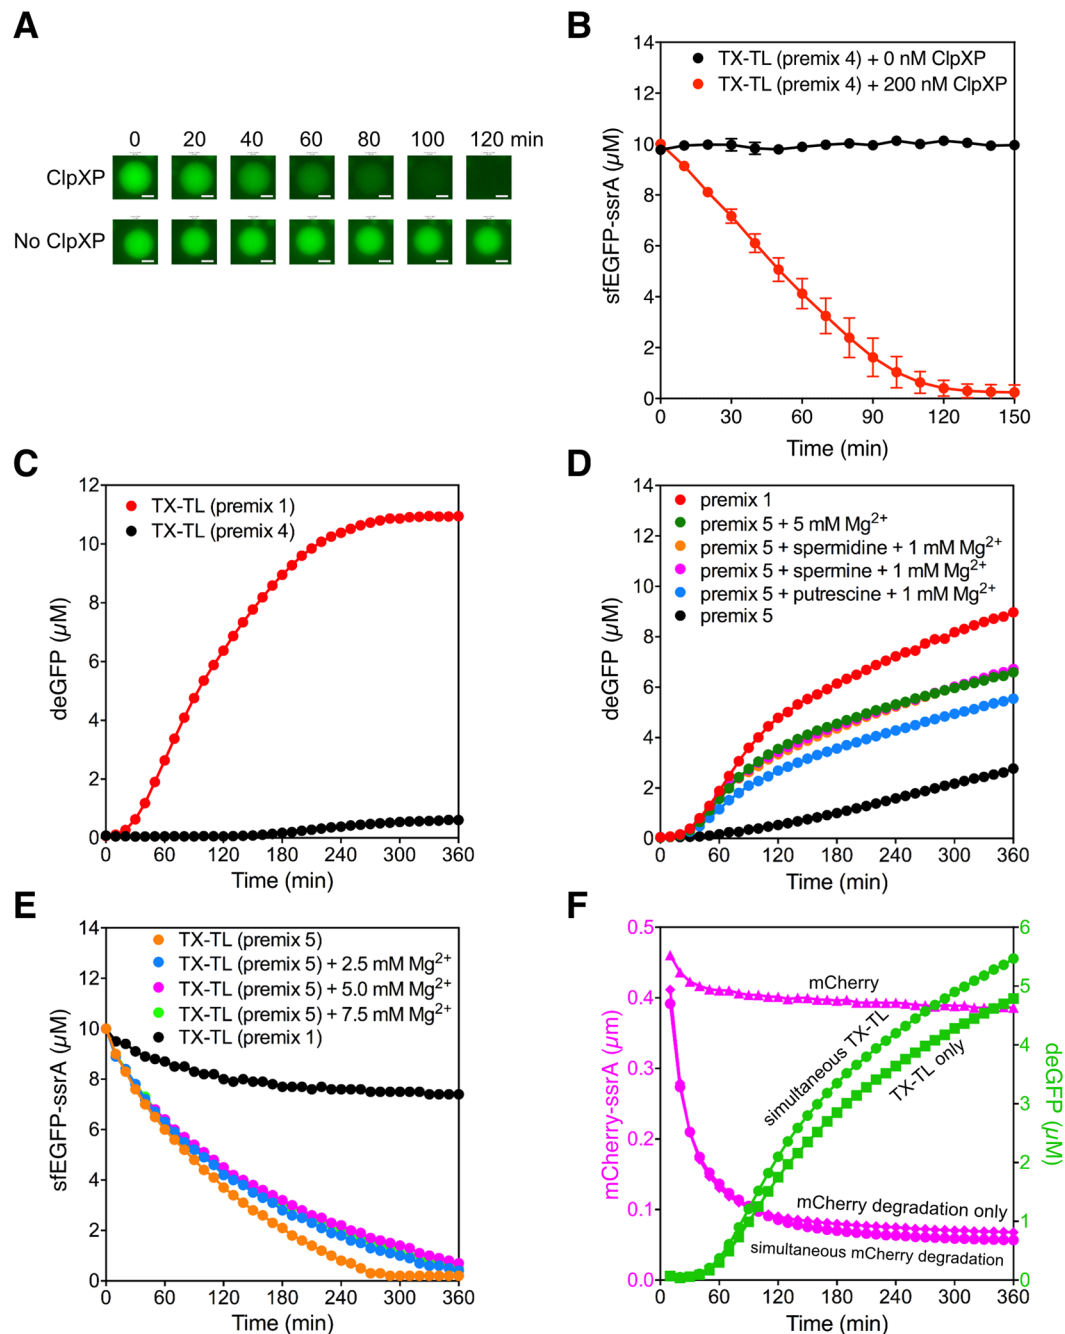 A
0 20 40 60 80 100 120 min
ClpXP
No ClpXP
B
14
12
10
8
6
4
2
0
sfEGFP-ssrA (µM)
TX-TL (premix 4) + 0 nM ClpXP
TX-TL (premix 4) + 200 nM ClpXP
0 30 60 90 120 150
Time (min)
C
12
10
8
6
4
2
0
deGFP (µM)
TX-TL (premix 1)
TX-TL (premix 4)
0 60 120 180 240 300 360
Time (min)
D
14
12
10
8
6
4
2
0
deGFP (µM)
premix 1
premix 5 + 5 mM Mg2+
premix 5 + spermidine + 1 mM Mg2+
premix 5 + spermine + 1 mM Mg2+
premix 5 + putrescine + 1 mM Mg2+
premix 5
0 60 120 180 240 300 360
Time (min)
E
14
12
10
8
6
4
2
0
sfEGFP-ssrA (µM)
TX-TL (premix 5)
TX-TL (premix 5) + 2.5 mM Mg2+
TX-TL (premix 5) + 5.0 mM Mg2+
TX-TL (premix 5) + 7.5 mM Mg2+
TX-TL (premix 1)
0 60 120 180 240 300 360
Time (min)
F
0.5
0.4
0.3
0.2
0.1
0.0
mCherry-ssrA (µm)
mCherry
simultaneous TX-TL
TX-TL only
mCherry degradation only
simultaneous mCherry degradation
6
5
4
3
2
1
0
deGFP (µM)
0 60 120 180 240 300 360
Time (min)